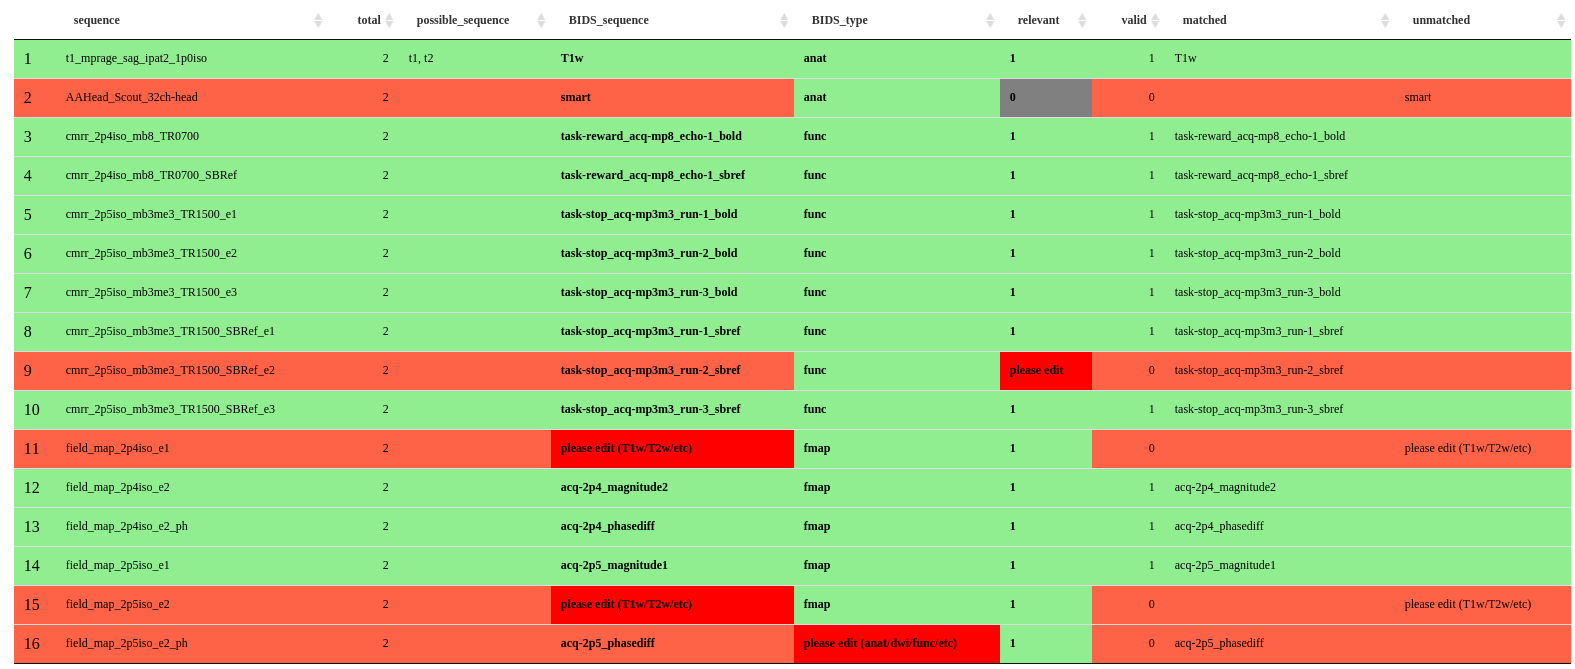 sequence total possible_sequence BIDS_sequence BIDS_type relevant valid matched unmatched
1 t1_mprage_sag_ipat2_1p0iso 2 t1, t2 T1w anat 1 1 T1w
2 AAHead_Scout_32ch-head 2 smart anat 0 0 smart
3 cmrr_2p4iso_mb8_TR0700 2 task-reward_acq-mp8_echo-1_bold func 1 1 task-reward_acq-mp8_echo-1_bold
4 cmrr_2p4iso_mb8_TR0700_SBRef 2 task-reward_acq-mp8_echo-1_sbref func 1 1 task-reward_acq-mp8_echo-1_sbref
5 cmrr_2p5iso_mb3me3_TR1500_e1 2 task-stop_acq-mp3m3_run-1_bold func 1 1 task-stop_acq-mp3m3_run-1_bold
6 cmrr_2p5iso_mb3me3_TR1500_e2 2 task-stop_acq-mp3m3_run-2_bold func 1 1 task-stop_acq-mp3m3_run-2_bold
7 cmrr_2p5iso_mb3me3_TR1500_e3 2 task-stop_acq-mp3m3_run-3_bold func 1 1 task-stop_acq-mp3m3_run-3_bold
8 cmrr_2p5iso_mb3me3_TR1500_SBRef_e1 2 task-stop_acq-mp3m3_run-1_sbref func 1 1 task-stop_acq-mp3m3_run-1_sbref
9 cmrr_2p5iso_mb3me3_TR1500_SBRef_e2 2 task-stop_acq-mp3m3_run-2_sbref func please edit 0 task-stop_acq-mp3m3_run-2_sbref
10 cmrr_2p5iso_mb3me3_TR1500_SBRef_e3 2 task-stop_acq-mp3m3_run-3_sbref func 1 1 task-stop_acq-mp3m3_run-3_sbref
11 field_map_2p4iso_e1 2 please edit (T1w/T2w/etc) fmap 1 0 please edit (T1w/T2w/etc)
12 field_map_2p4iso_e2 2 acq-2p4_magnitude2 fmap 1 1 acq-2p4_magnitude2
13 field_map_2p4iso_e2_ph 2 acq-2p4_phasediff fmap 1 1 acq-2p4_phasediff
14 field_map_2p5iso_e1 2 acq-2p5_magnitude1 fmap 1 1 acq-2p5_magnitude1
15 field_map_2p5iso_e2 2 please edit (T1w/T2w/etc) fmap 1 0 please edit (T1w/T2w/etc)
16 field_map_2p5iso_e2_ph 2 acq-2p5_phasediff please edit (anat/dwi/func/etc) 1 0 acq-2p5_phasediff